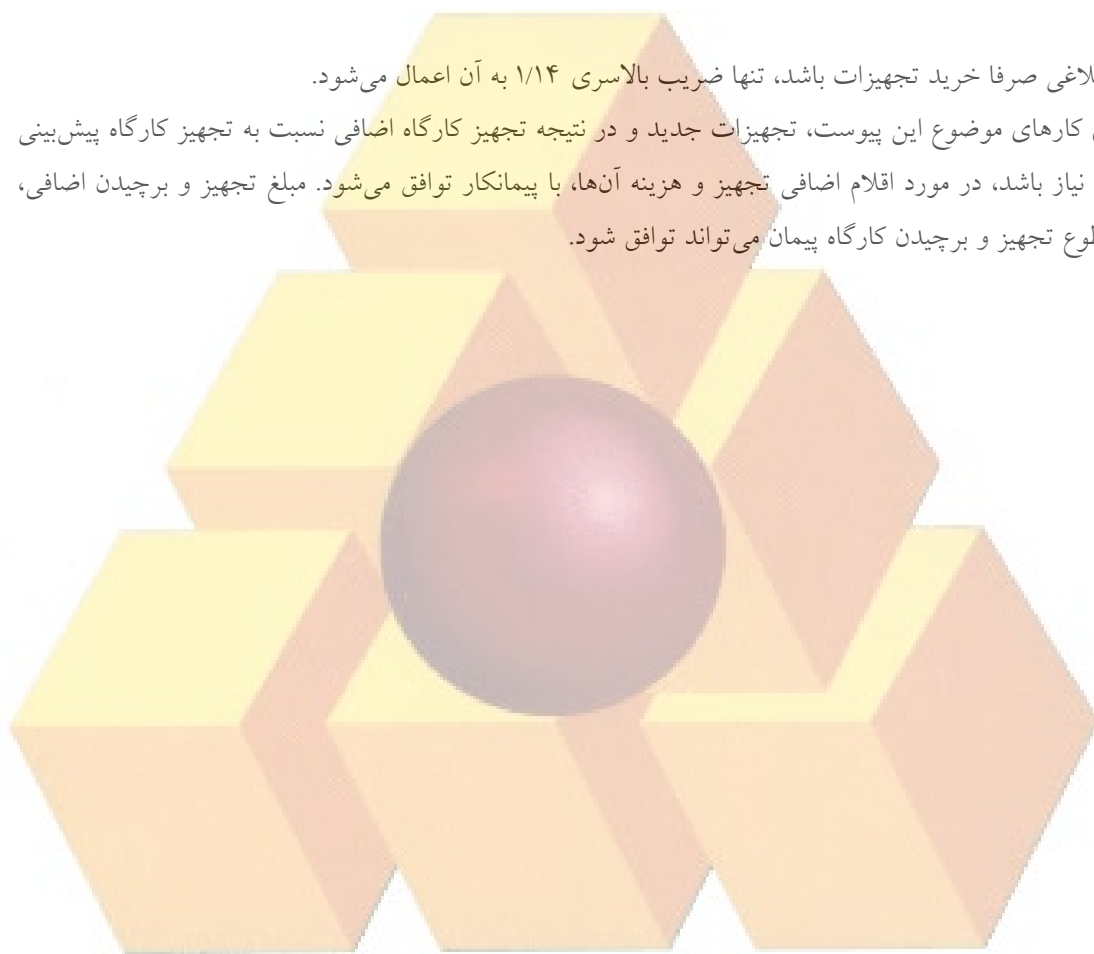 لاغی صرفا خرید تجهیزات باشد، تنها ضریب بالاسری ۱/۱۴ به آن اعمال می‌شود.
کارهای موضوع این پیوست، تجهیزات جدید و در نتیجه تجهیز کارگاه اضافی نسبت به تجهیز کارگاه پیش‌بینی
نیاز باشد، در مورد اقلام اضافی تجهیز و هزینه آن‌ها، با پیمانکار توافق می‌شود. مبلغ تجهیز و برچیدن اضافی،
طوع تجهیز و برچیدن کارگاه پیمان می‌تواند توافق شود.